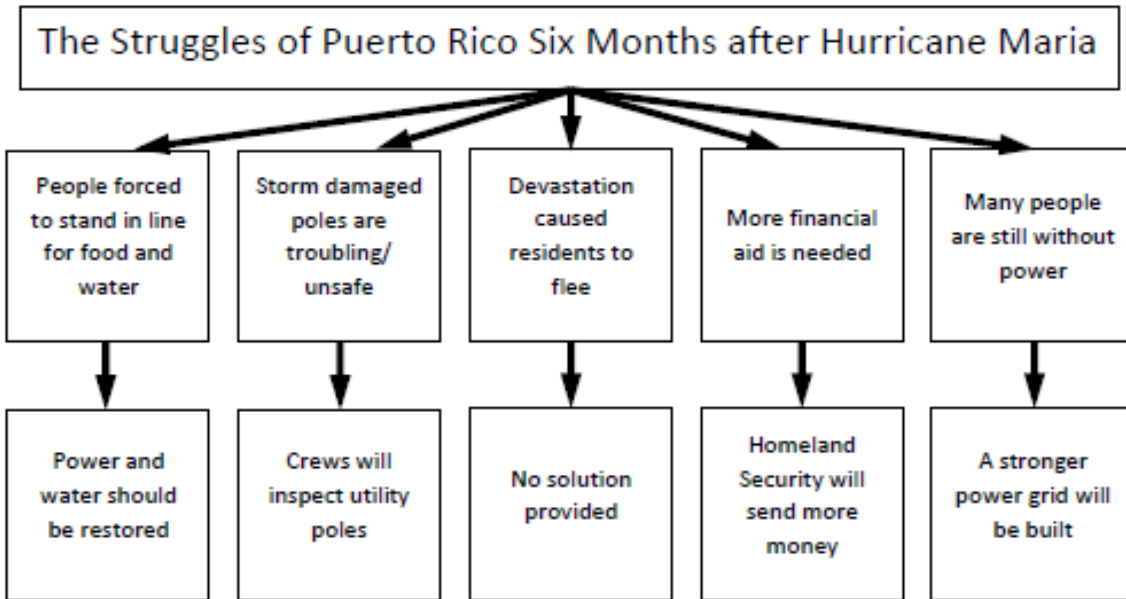 The Struggles of Puerto Rico Six Months after Hurricane Maria
People forced
to stand in line
for food and
water
Storm damaged
poles are
troubling/
unsafe
Devastation
caused
residents to
flee
More financial
aid is needed
Many people
are still without
power
Power and
water should
be restored
Crews will
inspect utility
poles
No solution
provided
Homeland
Security will
send more
money
A stronger
power grid will
be built